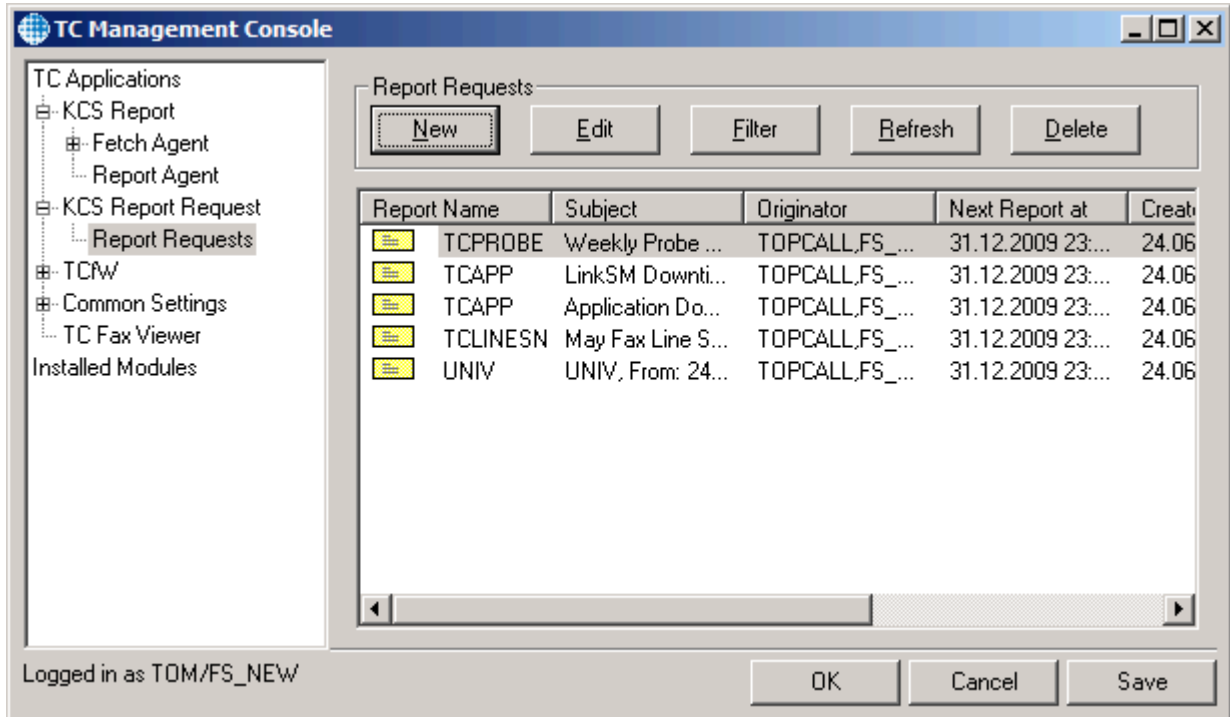 TC Management Console
TC Applications
KCS Report
Fetch Agent
Report Agent
KCS Report Request
Report Requests
TCfW
Common Settings
TC Fax Viewer
Installed Modules
Report Requests
New Edit Filter Refresh Delete
Report Name Subject Originator Next Report at Creat
TCPROBE Weekly Probe ... TOPCALL,FS_... 31.12.2009 23:... 24.06
TCAPP LinkSM Downti... TOPCALL,FS_... 31.12.2009 23:... 24.06
TCAPP Application Do... TOPCALL,FS_... 31.12.2009 23:... 24.06
TCLINESN May Fax Line S... TOPCALL,FS_... 31.12.2009 23:... 24.06
UNIV UNIV, From: 24... TOPCALL,FS_... 31.12.2009 23:... 24.06
Logged in as TOM/FS_NEW
OK Cancel Save